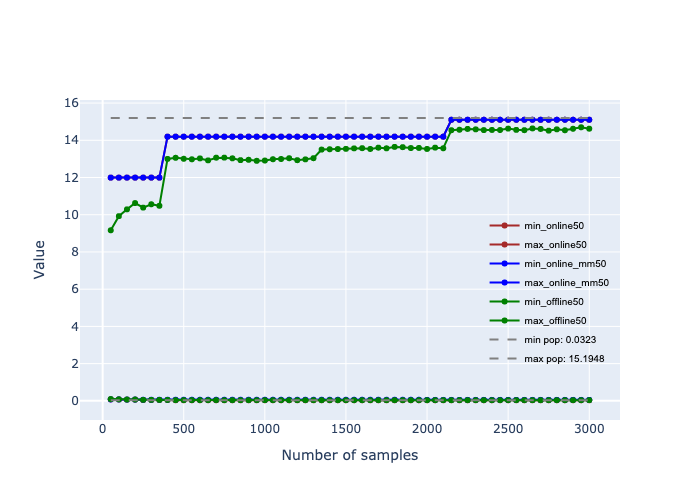 16
14
12
10
8
6
4
2
0
Value
0
500
1000
1500
2000
2500
3000
Number of samples
min_online50
max_online50
min_online_mm50
max_online_mm50
min_offline50
max_offline50
min pop: 0.0323
max pop: 15.1948